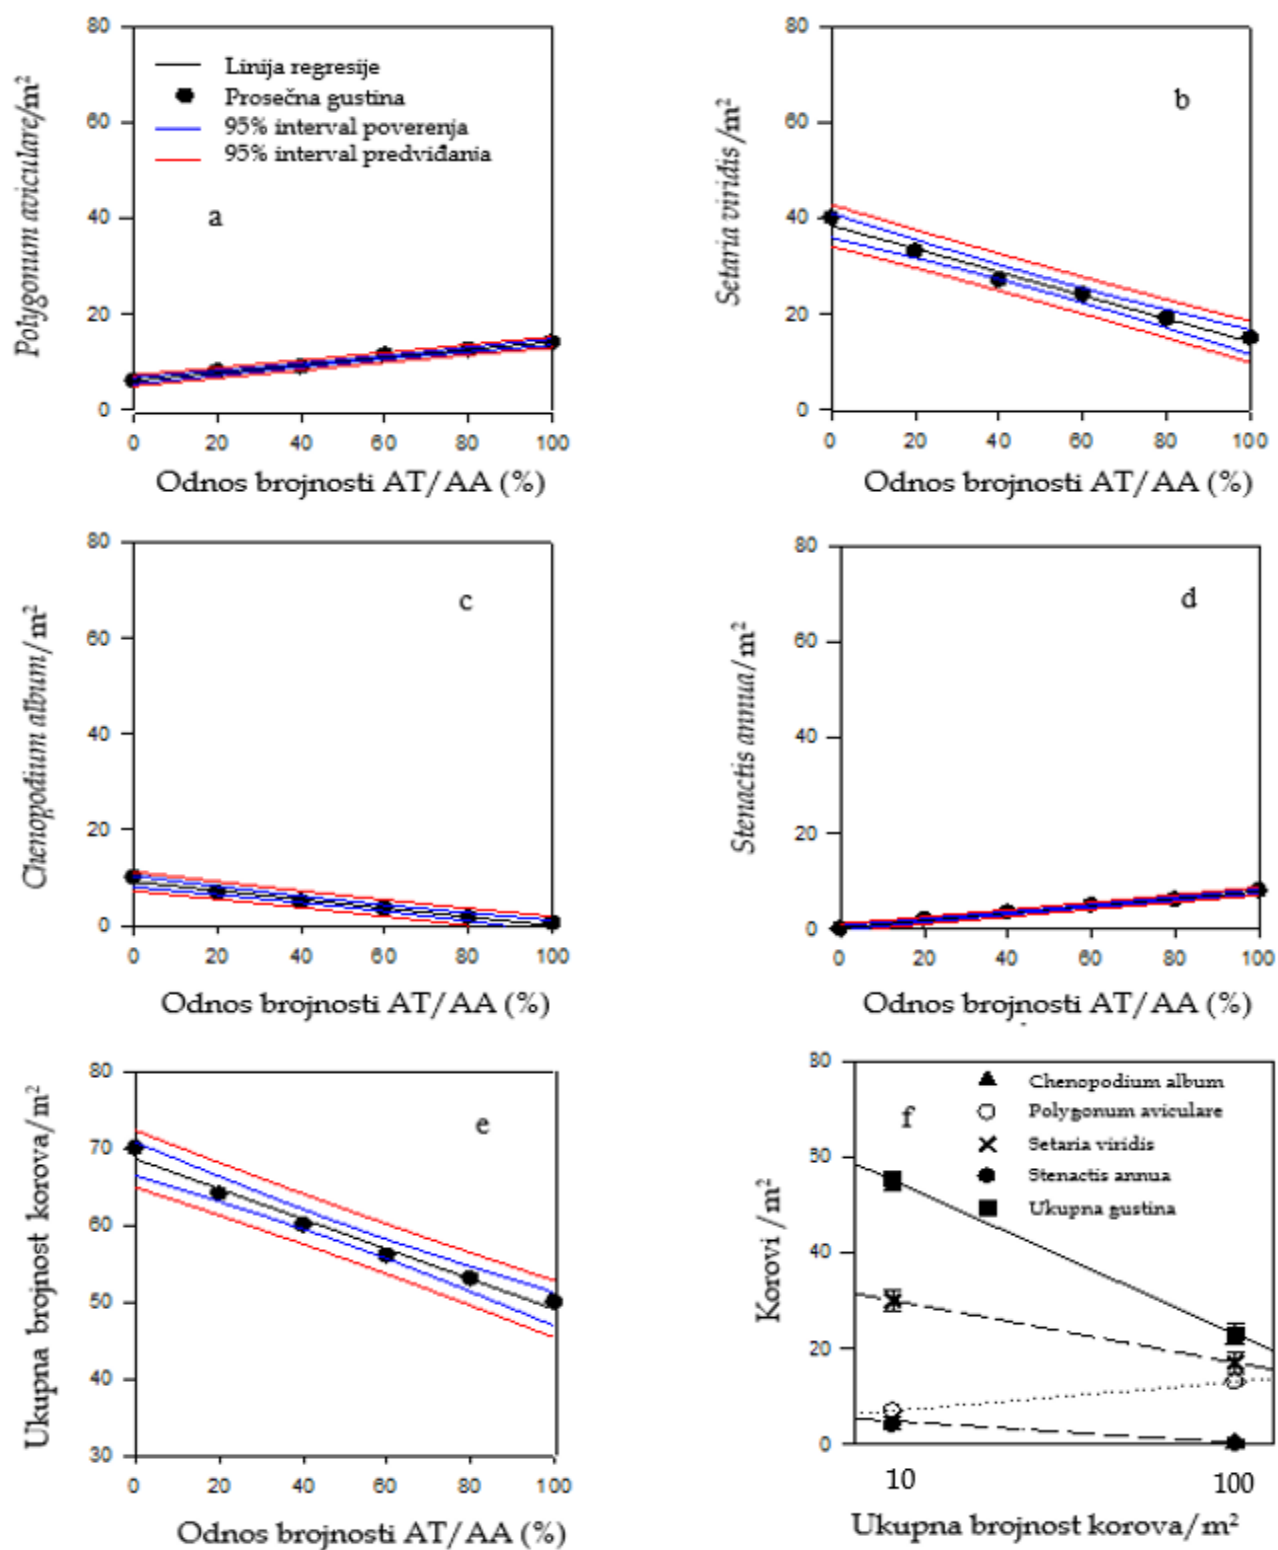 80
60
40
20
0
Polygonum aviculare/m²
Linija regresije
Prosečna gustina
95% interval poverenja
95% interval predviđanja
a
0 20 40 60 80 100
Odnos brojnosti AT/AA (%)
80
60
40
20
0
Setaria viridis /m²
b
0 20 40 60 80 100
Odnos brojnosti AT/AA (%)
80
60
40
20
0
Chenopodium album/m²
c
0 20 40 60 80 100
Odnos brojnosti AT/AA (%)
80
60
40
20
0
Stenactis annua/m²
d
0 20 40 60 80 100
Odnos brojnosti AT/AA (%)
80
70
60
50
40
30
Ukupna brojnost korova/m²
e
0 20 40 60 80 100
Odnos brojnosti AT/AA (%)
80
60
40
20
0
Korovi /m²
f
Chenopodium album
Polygonum aviculare
Setaria viridis
Stenactis annua
Ukupna gustina
10 100
Ukupna brojnost korova/m²